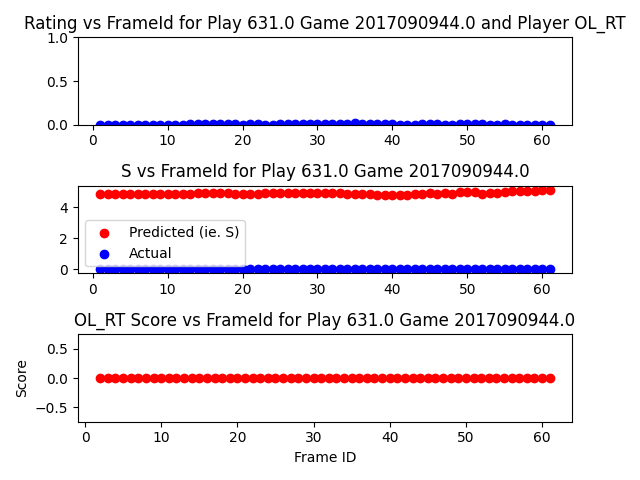 Rating vs FrameId for Play 631.0 Game 2017090944.0 and Player OL_RT
1.0
0.5
0.0
0 10 20 30 40 50 60
S vs FrameId for Play 631.0 Game 2017090944.0
4
2
0
Predicted (ie. S)
Actual
0 10 20 30 40 50 60
OL_RT Score vs FrameId for Play 631.0 Game 2017090944.0
Score
0.5
0.0
−0.5
0 10 20 30 40 50 60
Frame ID